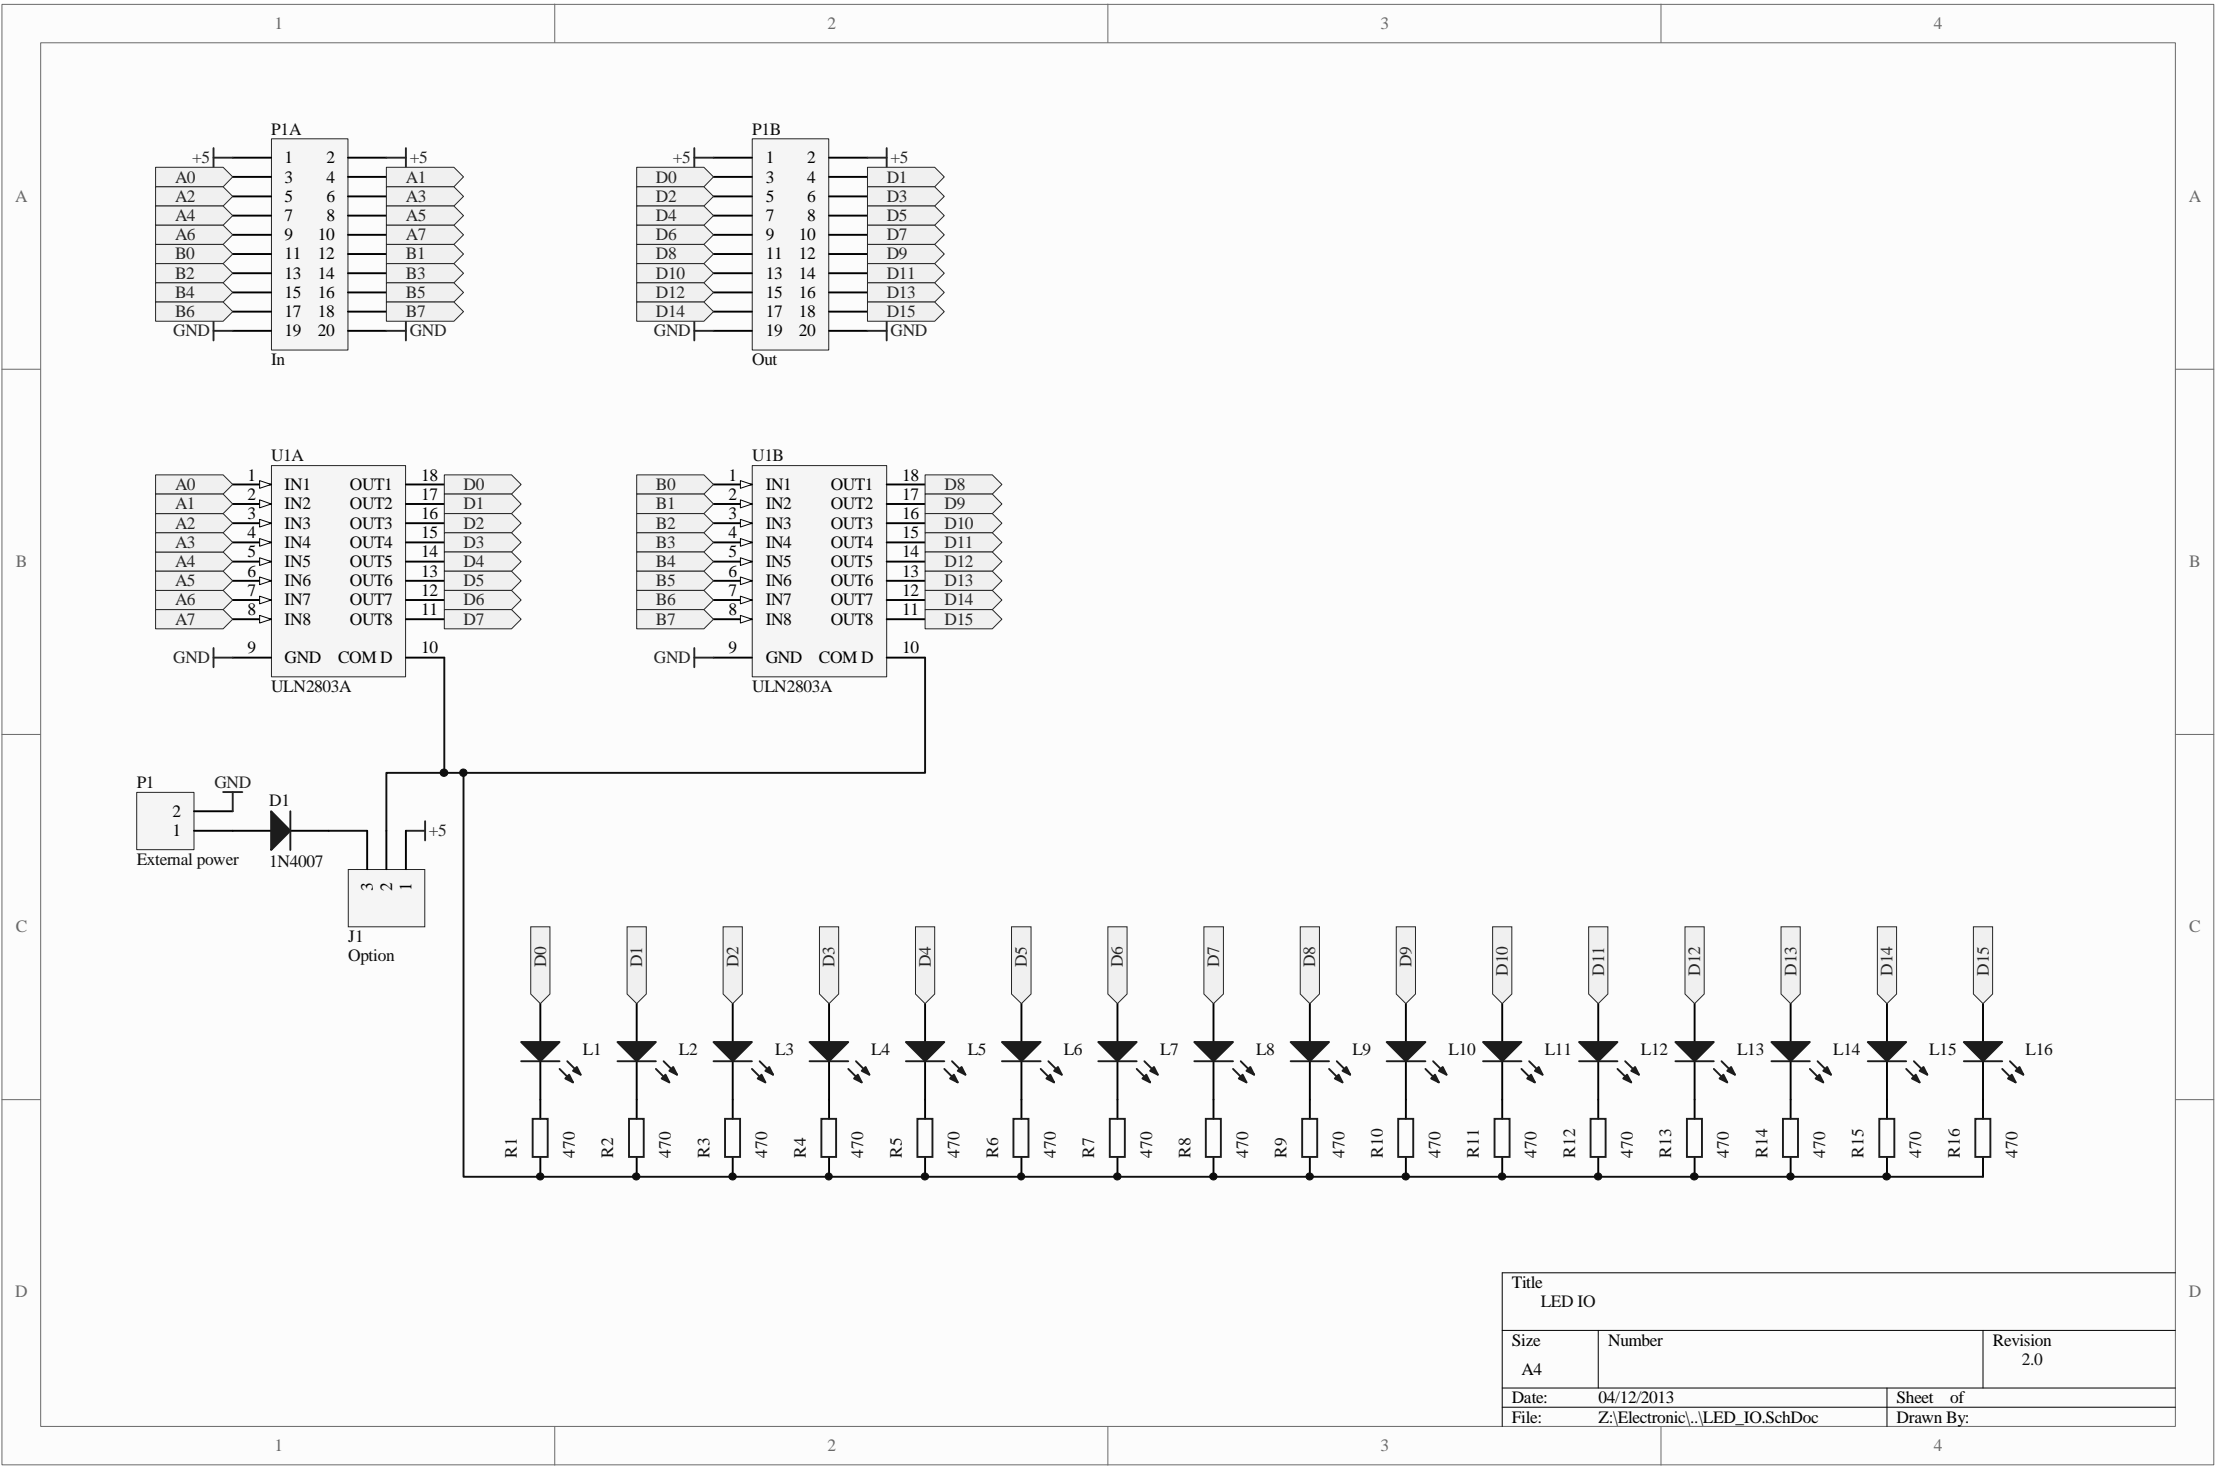 1 2 3 4
A A
P1A P1B
+5 1 2 +5 +5 1 2 +5
A0 3 4 A1 D0 3 4 D1
A2 5 6 A3 D2 5 6 D3
A4 7 8 A5 D4 7 8 D5
A6 9 10 A7 D6 9 10 D7
B0 11 12 B1 D8 11 12 D9
B2 13 14 B3 D10 13 14 D11
B4 15 16 B5 D12 15 16 D13
B6 17 18 B7 D14 17 18 D15
GND 19 20 GND GND 19 20 GND
In Out
B B
U1A U1B
A0 1 IN1 OUT1 18 D0 B0 1 IN1 OUT1 18 D8
A1 2 IN2 OUT2 17 D1 B1 2 IN2 OUT2 17 D9
A2 3 IN3 OUT3 16 D2 B2 3 IN3 OUT3 16 D10
A3 4 IN4 OUT4 15 D3 B3 4 IN4 OUT4 15 D11
A4 5 IN5 OUT5 14 D4 B4 5 IN5 OUT5 14 D12
A5 6 IN6 OUT6 13 D5 B5 6 IN6 OUT6 13 D13
A6 7 IN7 OUT7 12 D6 B6 7 IN7 OUT7 12 D14
A7 8 IN8 OUT8 11 D7 B7 8 IN8 OUT8 11 D15
GND 9 GND COM D 10 GND 9 GND COM D 10
ULN2803A ULN2803A
P1 GND
2
1
External power
D1
1N4007
+5
3 2 1
J1
Option
C C
D0 D1 D2 D3 D4 D5 D6 D7 D8 D9 D10 D11 D12 D13 D14 D15
L1 L2 L3 L4 L5 L6 L7 L8 L9 L10 L11 L12 L13 L14 L15 L16
R1 470 R2 470 R3 470 R4 470 R5 470 R6 470 R7 470 R8 470 R9 470 R10 470 R11 470 R12 470 R13 470 R14 470 R15 470 R16 470
D D
Title
LED IO
Size Number Revision
A4 2.0
Date: 04/12/2013 Sheet of
File: Z:\Electronic\..\LED_IO.SchDoc Drawn By:
1 2 3 4